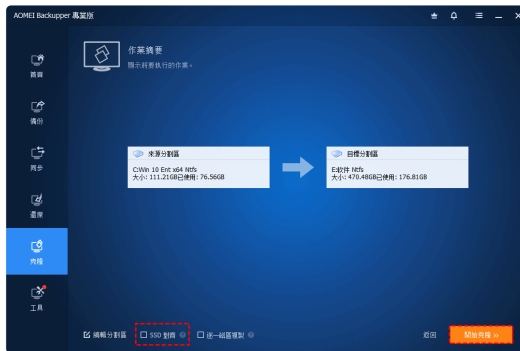 AOMEI Backupper 專業版
作業摘要
顯示將要執行的作業。
首頁
備份
同步
還原
克隆
工具
來源分割區
C:Win 10 Ent x64 Ntfs
大小: 111.21GB已使用: 76.56GB
目標分割區
E:软件 Ntfs
大小: 470.48GB已使用: 176.81GB
編輯分割區
SSD 對齊
逐一磁區複製
返回
開始克隆 »